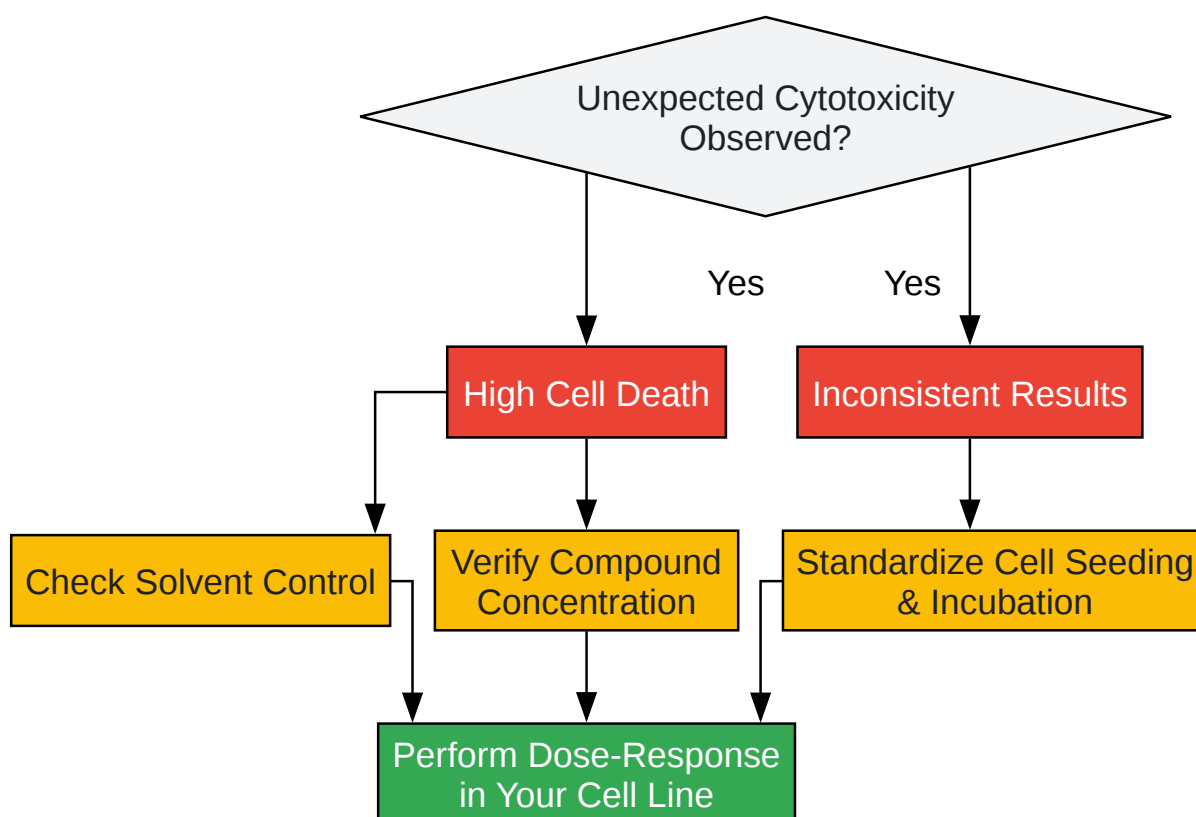 Unexpected Cytotoxicity
Observed?
Yes
Yes
High Cell Death
Inconsistent Results
Check Solvent Control
Verify Compound
Concentration
Standardize Cell Seeding
& Incubation
Perform Dose-Response
in Your Cell Line